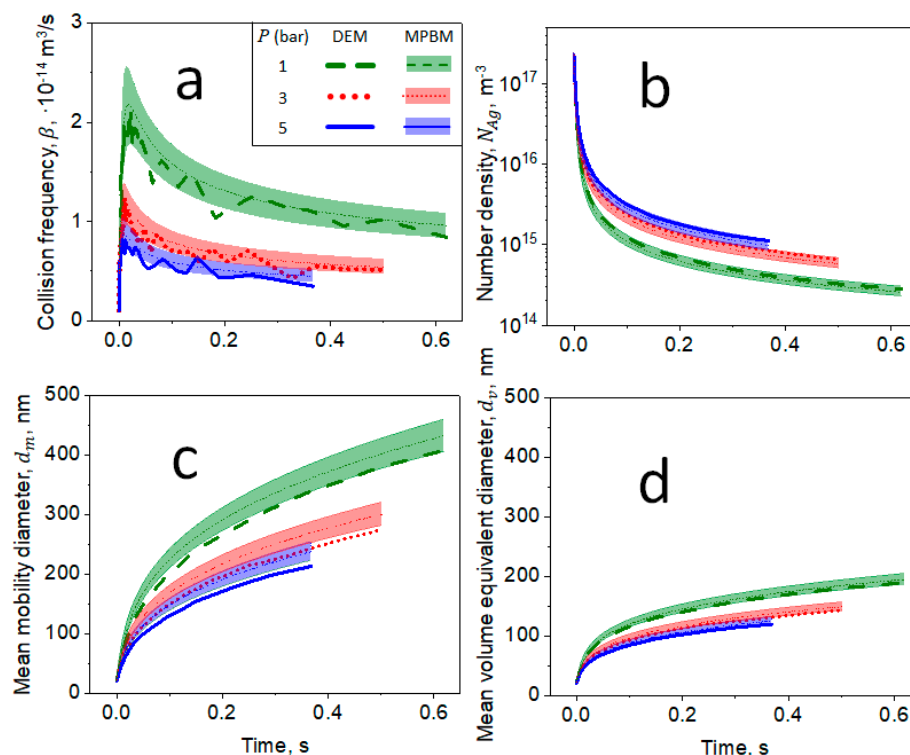 P (bar) DEM MPBM
1
3
5
a
Collision frequency, β, ·10⁻¹⁴ m³/s
3
2
1
0
0.0 0.2 0.4 0.6
b
Number density, N_Ag, m⁻³
10¹⁷
10¹⁶
10¹⁵
10¹⁴
0.0 0.2 0.4 0.6
c
Mean mobility diameter, d_m, nm
500
400
300
200
100
0
0.0 0.2 0.4 0.6
Time, s
d
Mean volume equivalent diameter, d_v, nm
500
400
300
200
100
0
0.0 0.2 0.4 0.6
Time, s